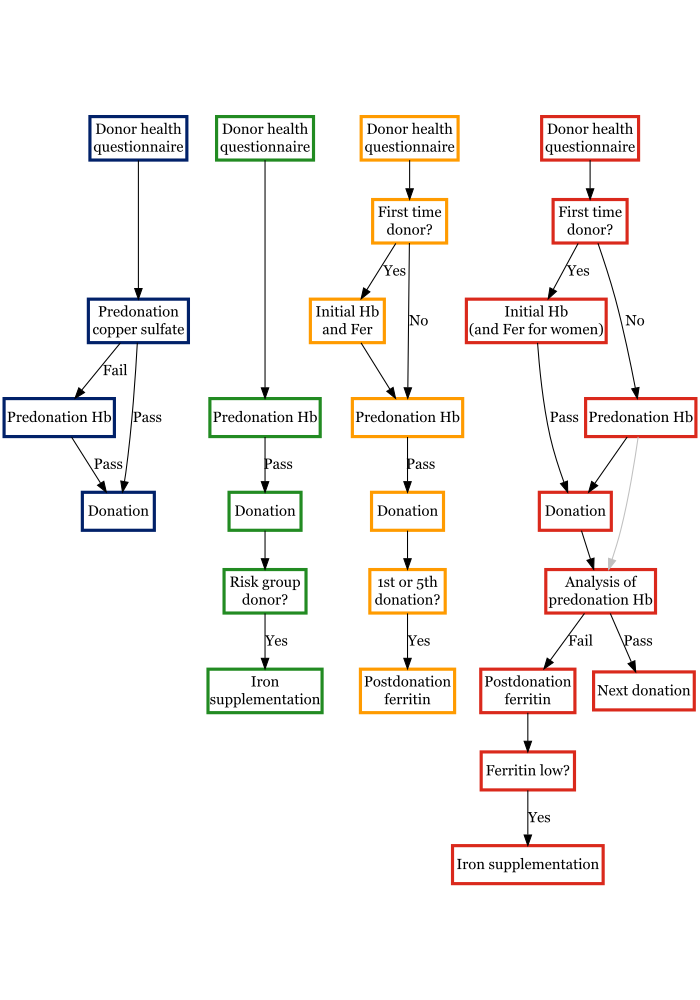 Donor health
questionnaire
Predonation
copper sulfate
Fail
Predonation Hb
Pass
Pass
Donation
Donor health
questionnaire
Predonation Hb
Pass
Donation
Risk group
donor?
Yes
Iron
supplementation
Donor health
questionnaire
First time
donor?
Yes
Initial Hb
and Fer
No
Predonation Hb
Pass
Donation
1st or 5th
donation?
Yes
Postdonation
ferritin
Donor health
questionnaire
First time
donor?
Yes
Initial Hb
(and Fer for women)
No
Pass
Predonation Hb
Donation
Analysis of
predonation Hb
Fail
Pass
Postdonation
ferritin
Next donation
Ferritin low?
Yes
Iron supplementation